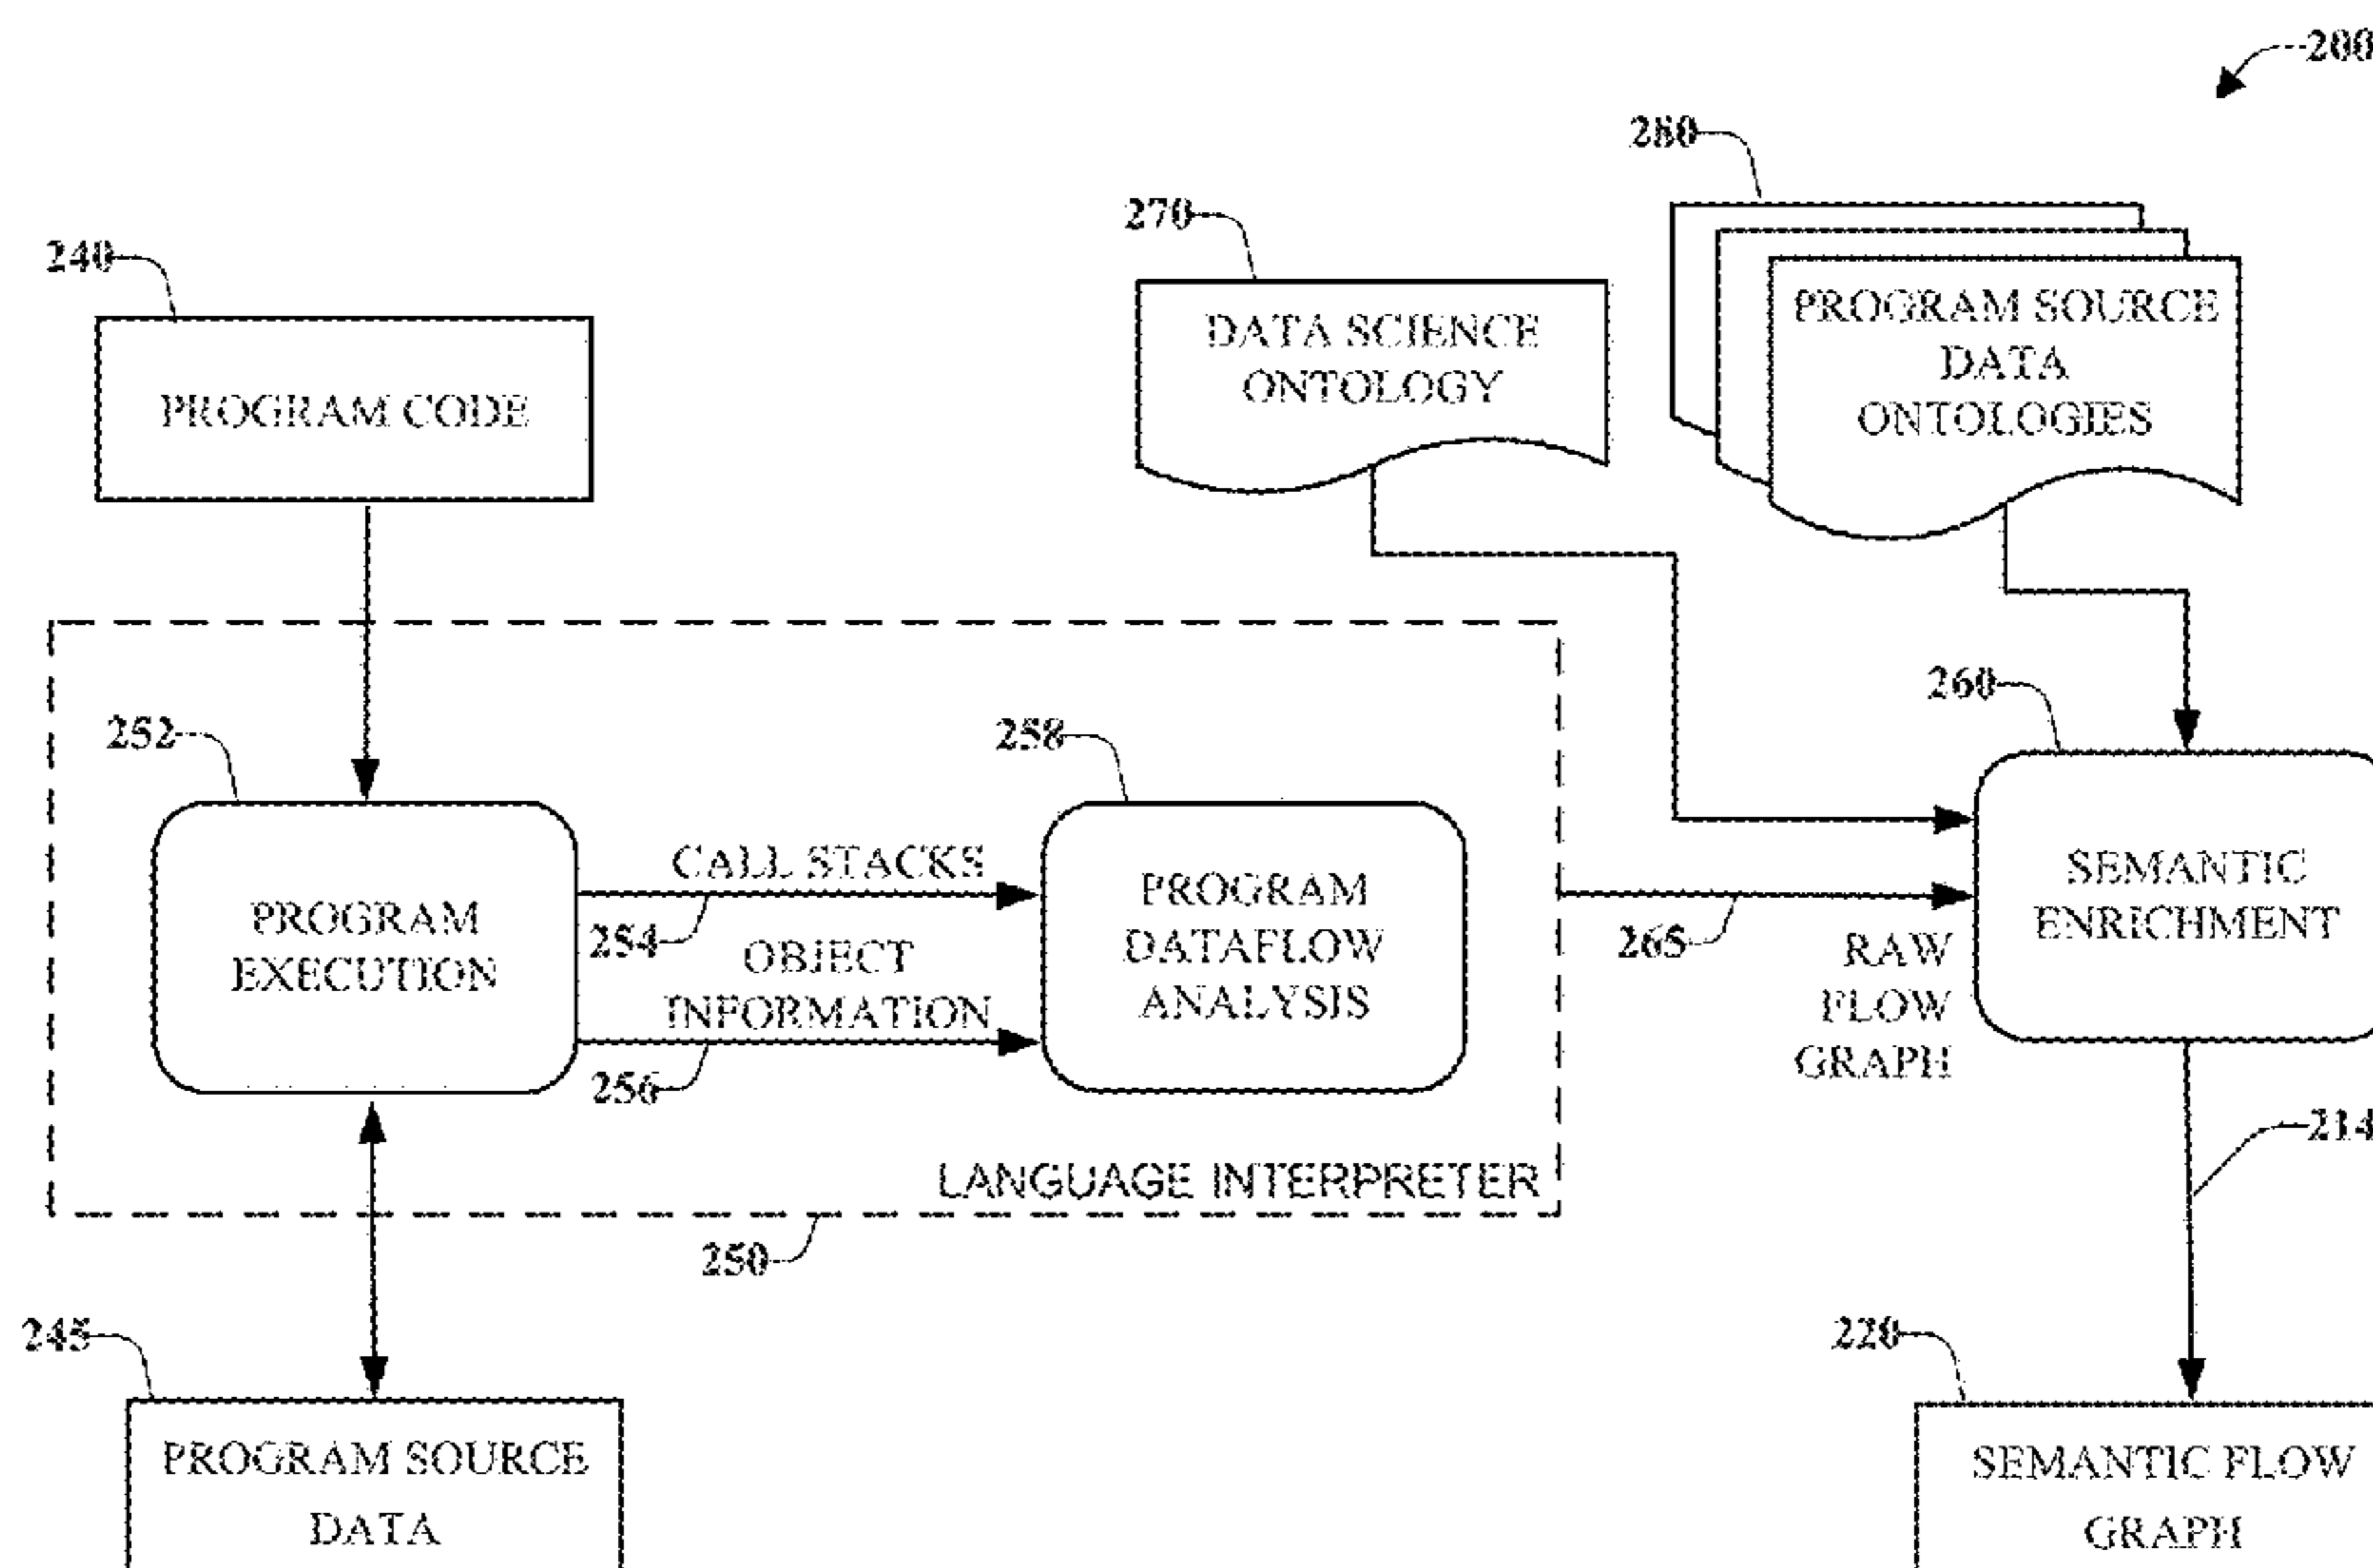 200
280
270
240
PROGRAM SOURCE
DATA
ONTOLOGIES
DATA SCIENCE
ONTOLOGY
PROGRAM CODE
260
252
258
CALL STACKS
SEMANTIC
ENRICHMENT
PROGRAM
EXECUTION
PROGRAM
DATAFLOW
ANALYSIS
254
265
OBJECT
INFORMATION
RAW
FLOW
GRAPH
256
214
LANGUAGE INTERPRETER
250
245
220
PROGRAM SOURCE
DATA
SEMANTIC FLOW
GRAPH